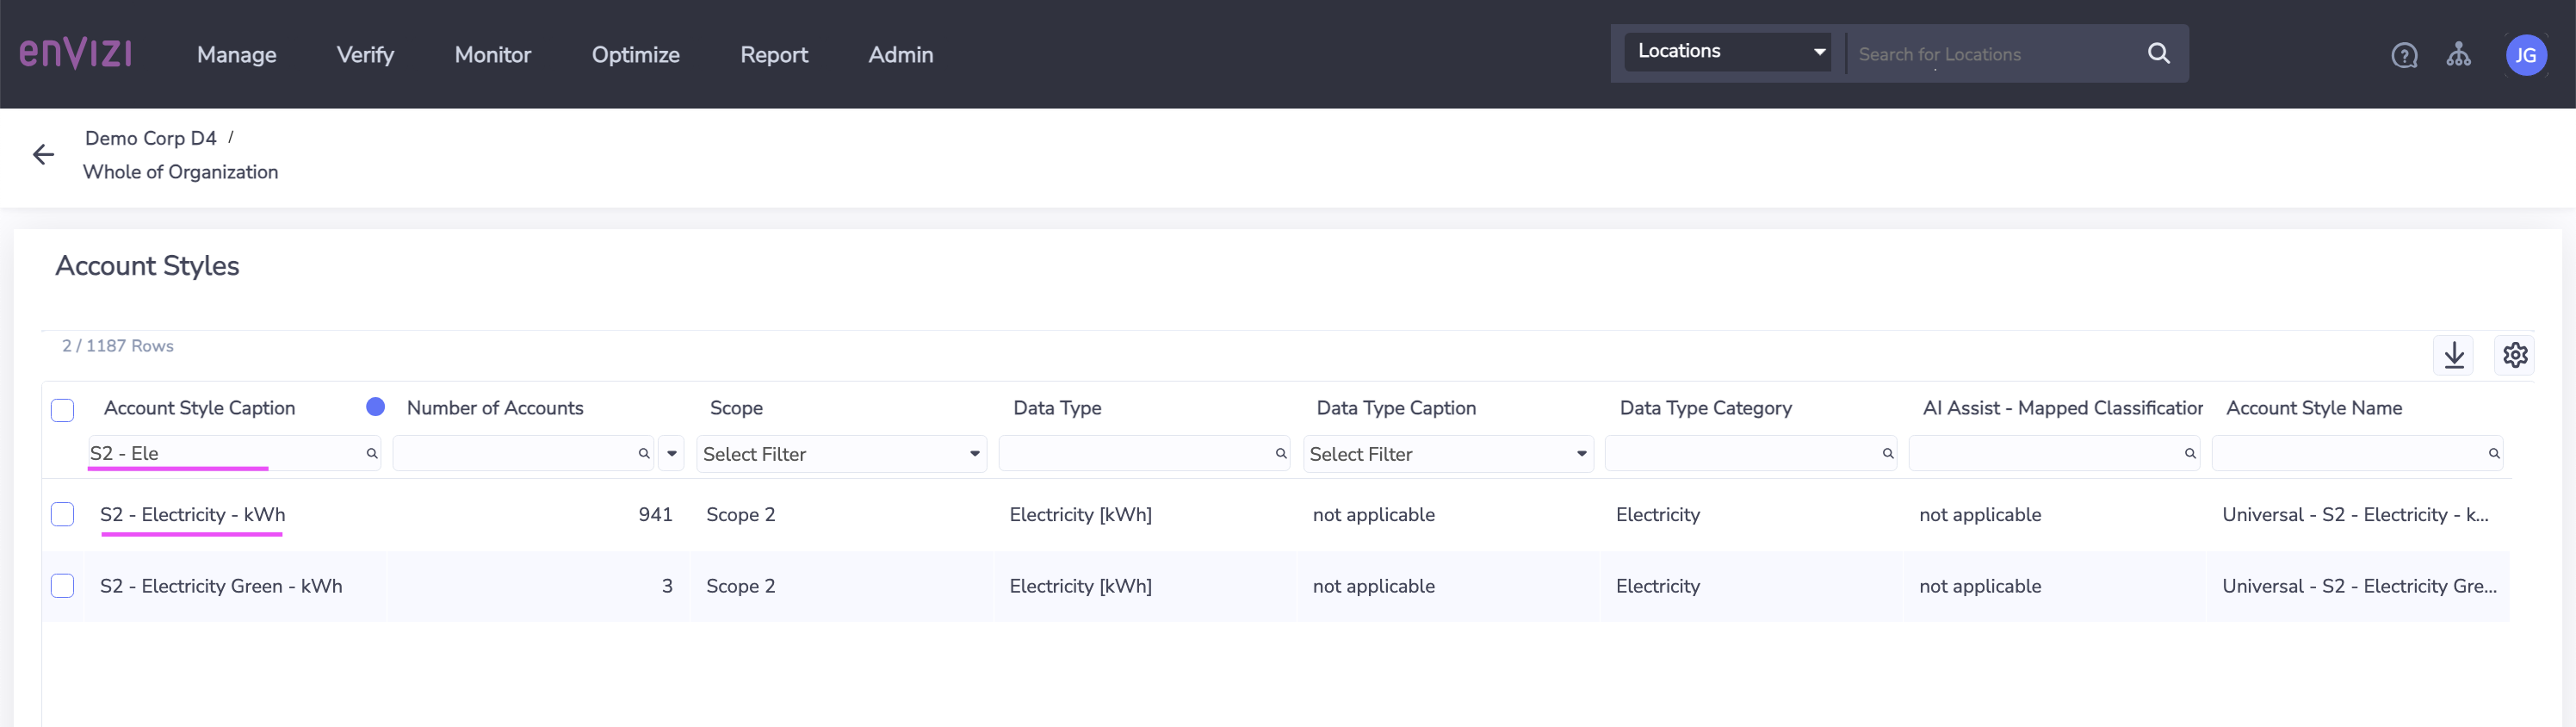 enVizi Manage Verify Monitor Optimize Report Admin Locations Search for Locations JG
Demo Corp D4 /
Whole of Organization
Account Styles
2 / 1187 Rows
Account Style Caption Number of Accounts Scope Data Type Data Type Caption Data Type Category AI Assist - Mapped Classification Account Style Name
S2 - Ele Select Filter Select Filter
S2 - Electricity - kWh 941 Scope 2 Electricity [kWh] not applicable Electricity not applicable Universal - S2 - Electricity - k...
S2 - Electricity Green - kWh 3 Scope 2 Electricity [kWh] not applicable Electricity not applicable Universal - S2 - Electricity Gre...